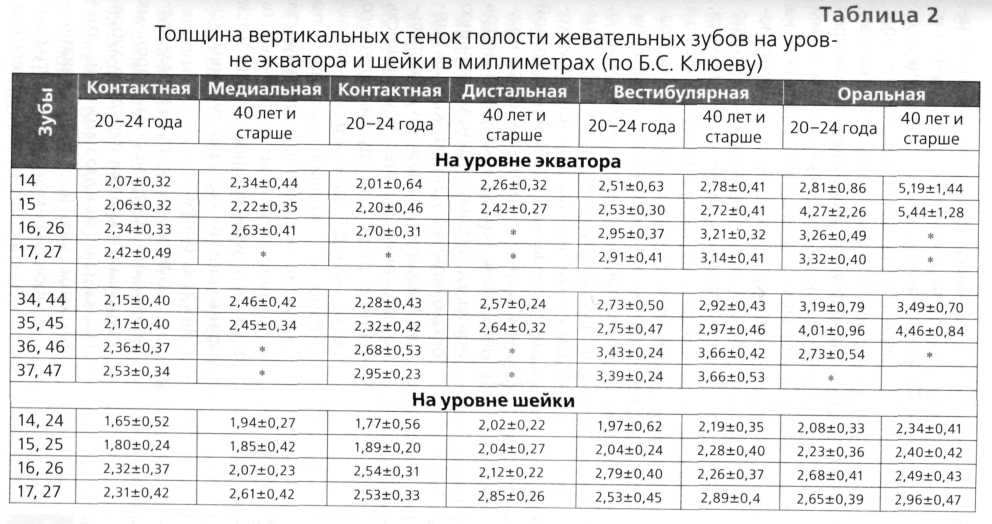 Таблица 2
Толщина вертикальных стенок полости жевательных зубов на уров-
не экватора и шейки в миллиметрах (по Б.С. Клюеву)
Зубы Контактная Медиальная Контактная Дистальная Вестибулярная Оральная
20–24 года 40 лет и старше 20–24 года 40 лет и старше 20–24 года 40 лет и старше 20–24 года 40 лет и старше
На уровне экватора
14 2,07±0,32 2,34±0,44 2,01±0,64 2,26±0,32 2,51±0,63 2,78±0,41 2,81±0,86 5,19±1,44
15 2,06±0,32 2,22±0,35 2,20±0,46 2,42±0,27 2,53±0,30 2,72±0,41 4,27±2,26 5,44±1,28
16, 26 2,34±0,33 2,63±0,41 2,70±0,31 * 2,95±0,37 3,21±0,32 3,26±0,49 *
17, 27 2,42±0,49 * * * 2,91±0,41 3,14±0,41 3,32±0,40 *
34, 44 2,15±0,40 2,46±0,42 2,28±0,43 2,57±0,24 2,73±0,50 2,92±0,43 3,19±0,79 3,49±0,70
35, 45 2,17±0,40 2,45±0,34 2,32±0,42 2,64±0,32 2,75±0,47 2,97±0,46 4,01±0,96 4,46±0,84
36, 46 2,36±0,37 * 2,68±0,53 * 3,43±0,24 3,66±0,42 2,73±0,54 *
37, 47 2,53±0,34 * 2,95±0,23 * 3,39±0,24 3,66±0,53 *
На уровне шейки
14, 24 1,65±0,52 1,94±0,27 1,77±0,56 2,02±0,22 1,97±0,62 2,19±0,35 2,08±0,33 2,34±0,41
15, 25 1,80±0,24 1,85±0,42 1,89±0,20 2,04±0,27 2,04±0,24 2,28±0,40 2,23±0,36 2,40±0,42
16, 26 2,32±0,37 2,07±0,23 2,54±0,31 2,12±0,22 2,79±0,40 2,26±0,37 2,68±0,41 2,49±0,43
17, 27 2,31±0,42 2,61±0,42 2,53±0,33 2,85±0,26 2,53±0,45 2,89±0,4 2,65±0,39 2,96±0,47